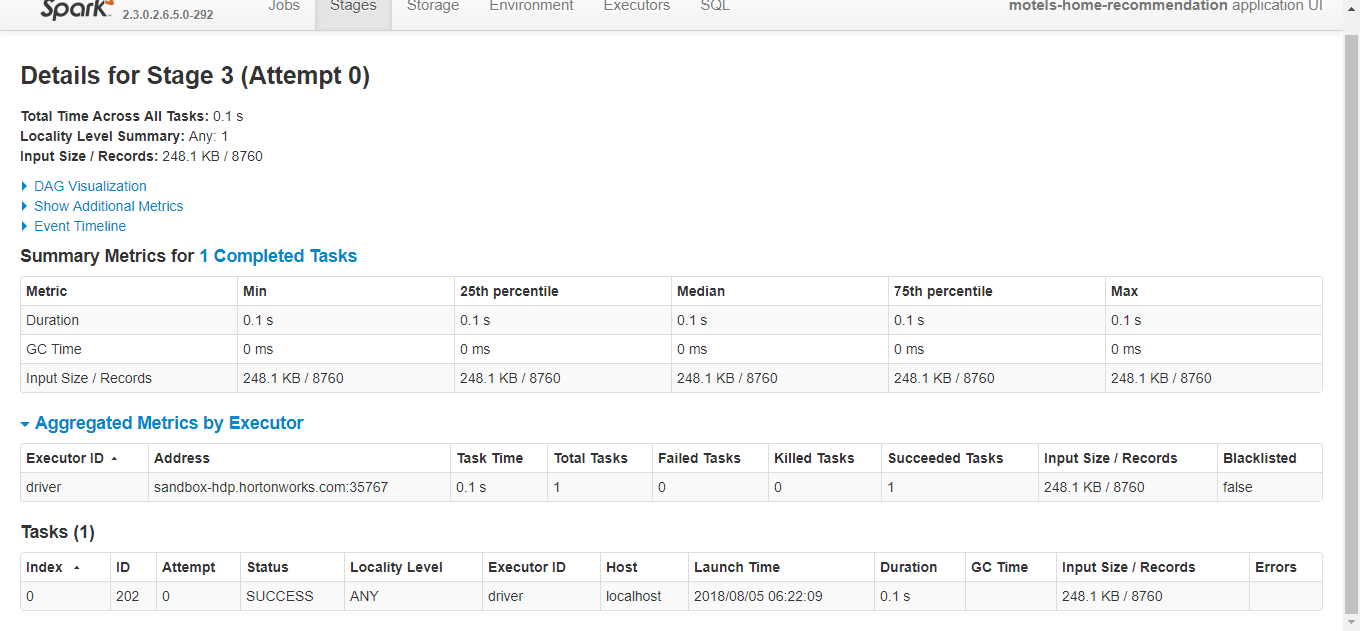 Spark 2.3.0.2.6.5.0-292 Jobs Stages Storage Environment Executors SQL motels-home-recommendation application UI
Details for Stage 3 (Attempt 0)
Total Time Across All Tasks: 0.1 s
Locality Level Summary: Any: 1
Input Size / Records: 248.1 KB / 8760
DAG Visualization
Show Additional Metrics
Event Timeline
Summary Metrics for 1 Completed Tasks
Metric Min 25th percentile Median 75th percentile Max
Duration 0.1 s 0.1 s 0.1 s 0.1 s 0.1 s
GC Time 0 ms 0 ms 0 ms 0 ms 0 ms
Input Size / Records 248.1 KB / 8760 248.1 KB / 8760 248.1 KB / 8760 248.1 KB / 8760 248.1 KB / 8760
Aggregated Metrics by Executor
Executor ID Address Task Time Total Tasks Failed Tasks Killed Tasks Succeeded Tasks Input Size / Records Blacklisted
driver sandbox-hdp.hortonworks.com:35767 0.1 s 1 0 0 1 248.1 KB / 8760 false
Tasks (1)
Index ID Attempt Status Locality Level Executor ID Host Launch Time Duration GC Time Input Size / Records Errors
0 202 0 SUCCESS ANY driver localhost 2018/08/05 06:22:09 0.1 s 248.1 KB / 8760